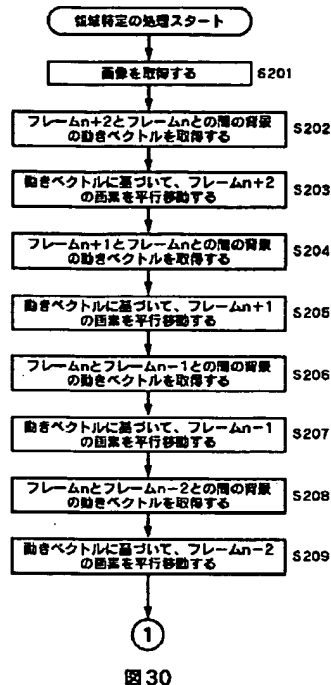 領域特定の処理スタート
画像を取得する
S201
フレームn+2とフレームnとの間の背景
の動きベクトルを取得する
S202
動きベクトルに基づいて、フレームn+2
の画素を平行移動する
S203
フレームn+1とフレームnとの間の背景
の動きベクトルを取得する
S204
動きベクトルに基づいて、フレームn+1
の画素を平行移動する
S205
フレームnとフレームn-1との間の背景
の動きベクトルを取得する
S206
動きベクトルに基づいて、フレームn-1
の画素を平行移動する
S207
フレームnとフレームn-2との間の背景
の動きベクトルを取得する
S208
動きベクトルに基づいて、フレームn-2
の画素を平行移動する
S209
1
図30